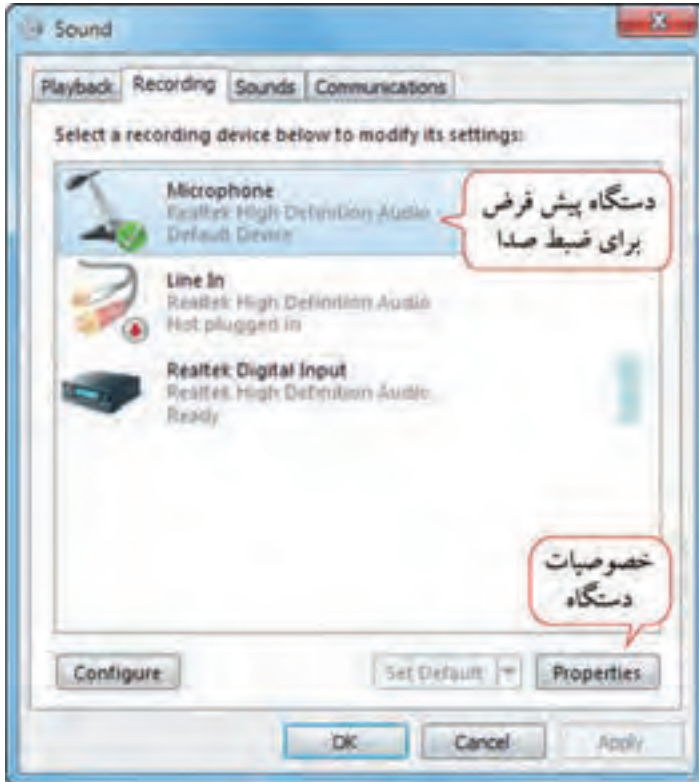 Sound
Playback Recording Sounds Communications
Select a recording device below to modify its settings:
Microphone
Realtek High Definition Audio
Default Device
دستگاه پیش فرض
برای ضبط صدا
Line In
Realtek High Definition Audio
Not plugged in
Realtek Digital Input
Realtek High Definition Audio
Ready
خصوصیات
دستگاه
Configure Set Default Properties
OK Cancel Apply